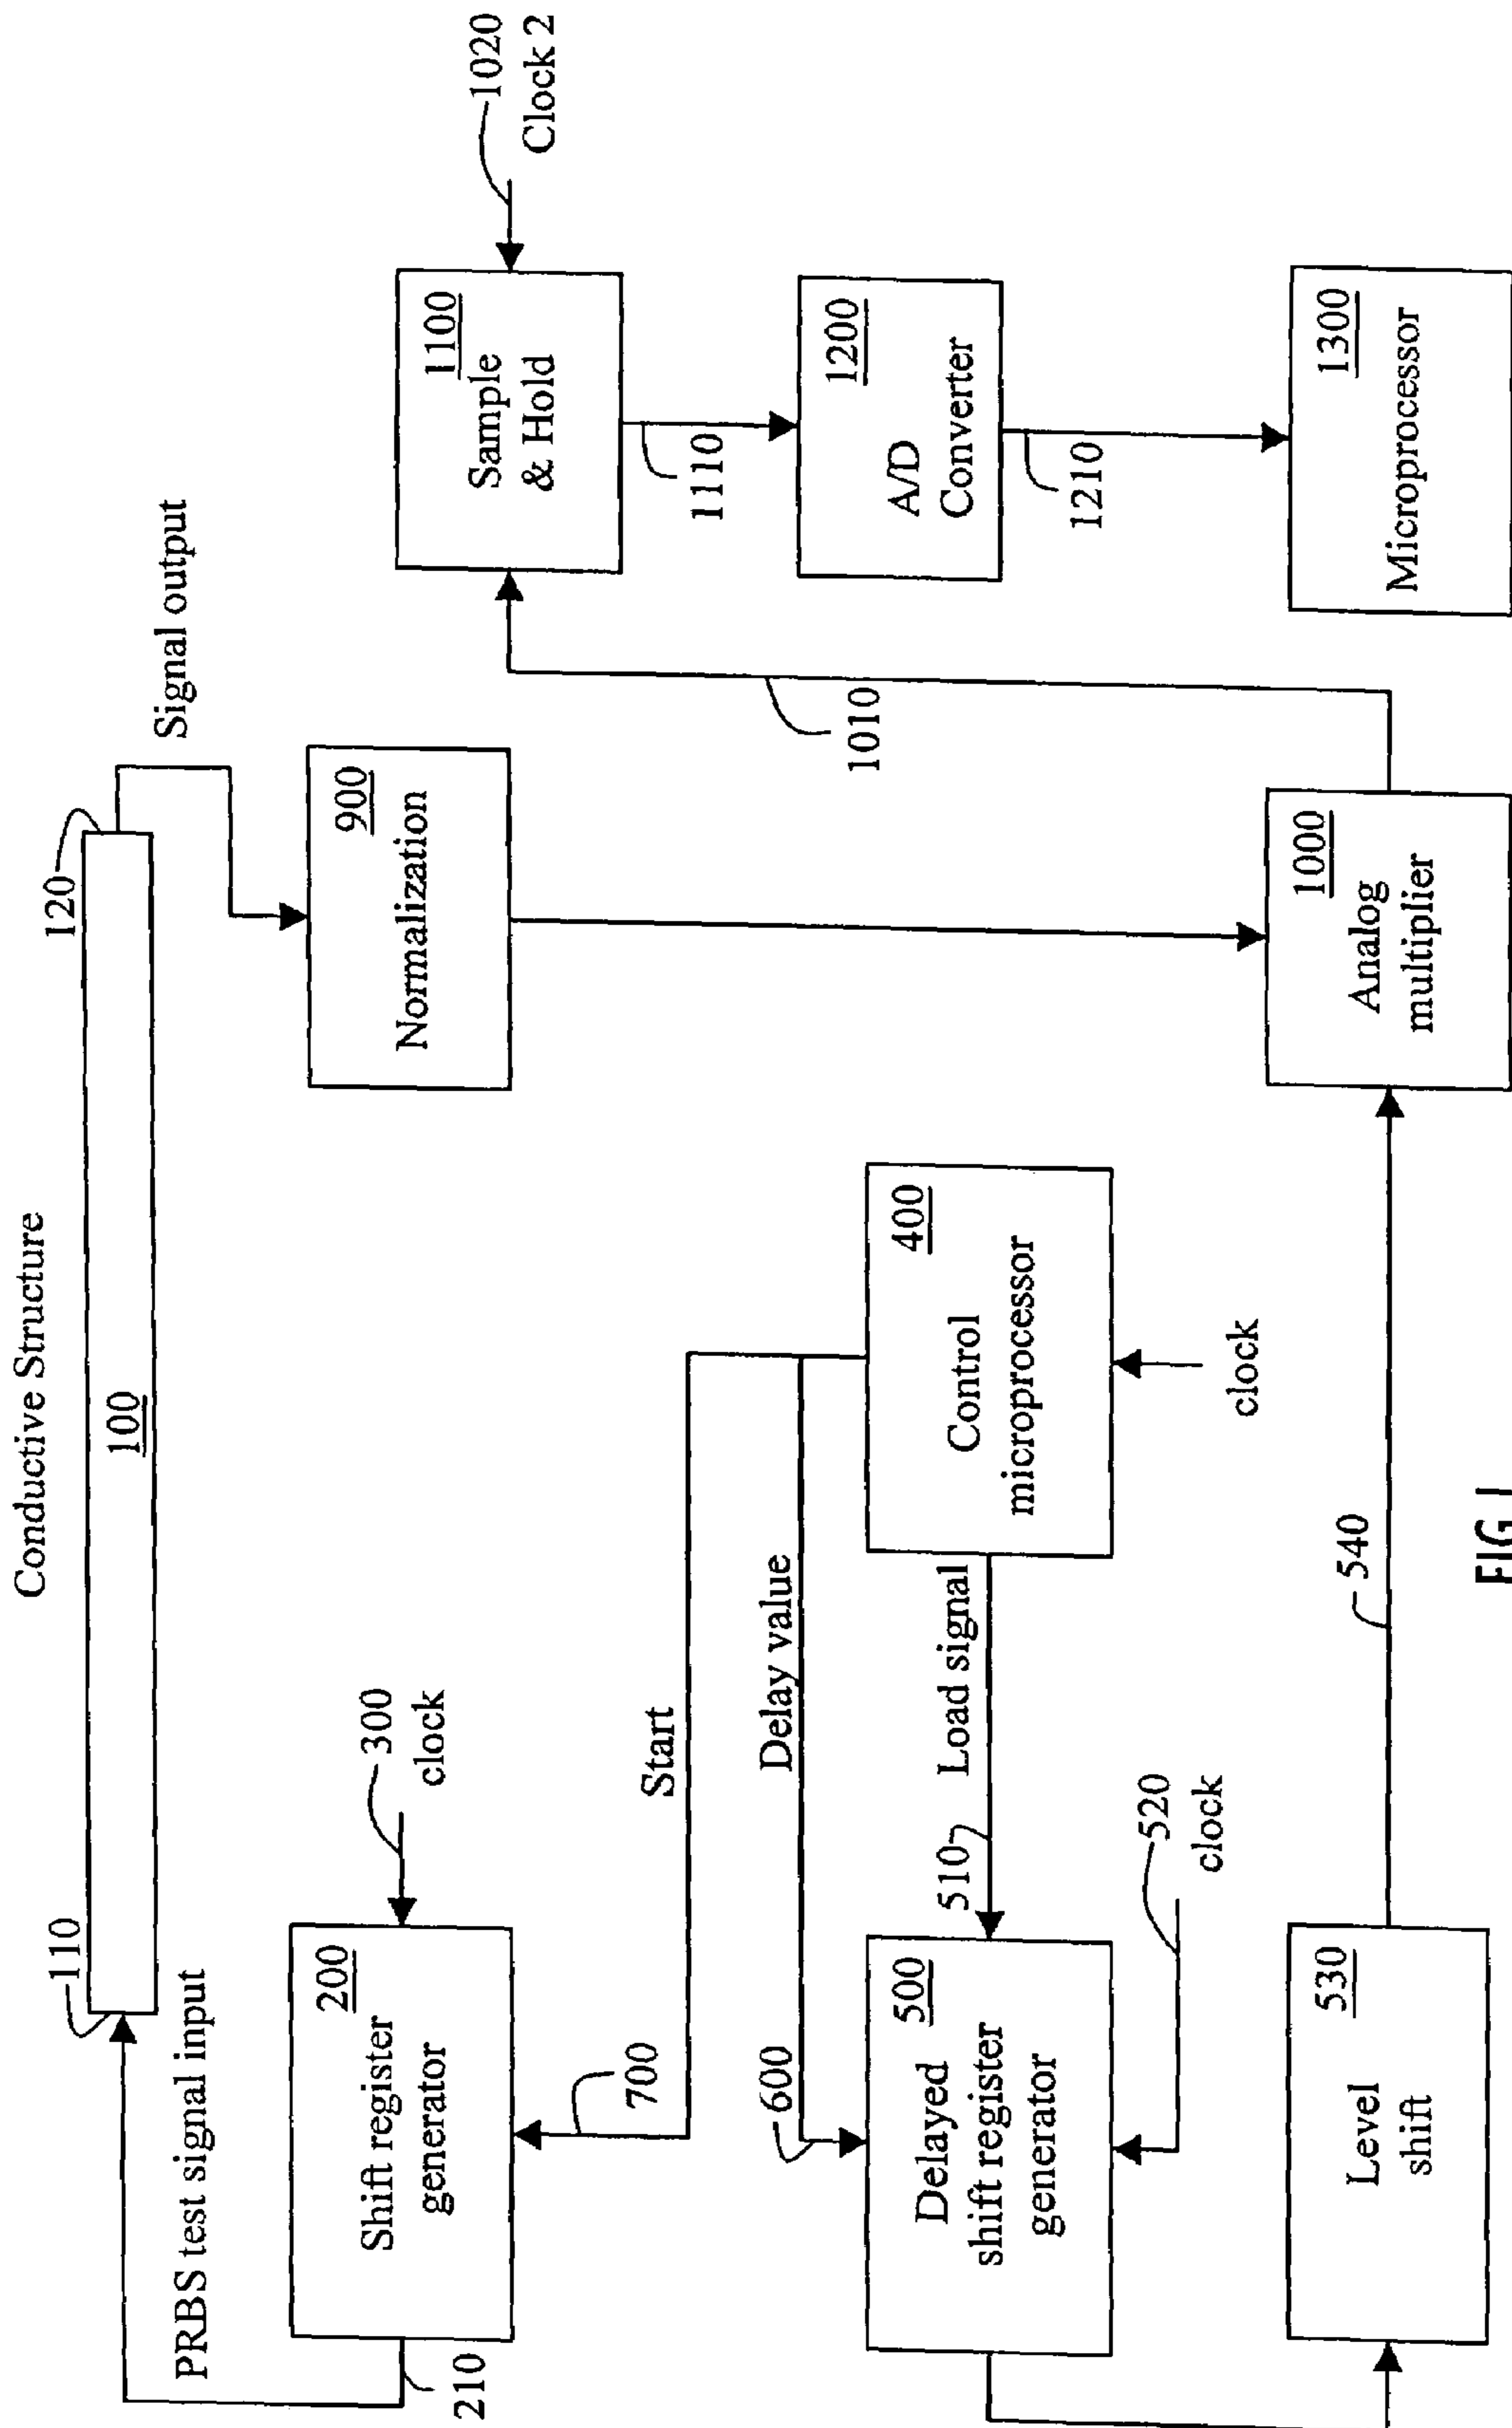 Conductive Structure
110
100
120
PRBS test signal input
Signal output
210
200
Shift register
generator
300
clock
900
Normalization
1100
Sample
& Hold
1020
Clock 2
700
Start
1110
600
Delay value
1200
A/D
Converter
500
Delayed
shift register
generator
510
Load signal
400
Control
microprocessor
1010
1210
520
clock
clock
530
Level
shift
540
1000
Analog
multiplier
1300
Microprocessor
FIG 1